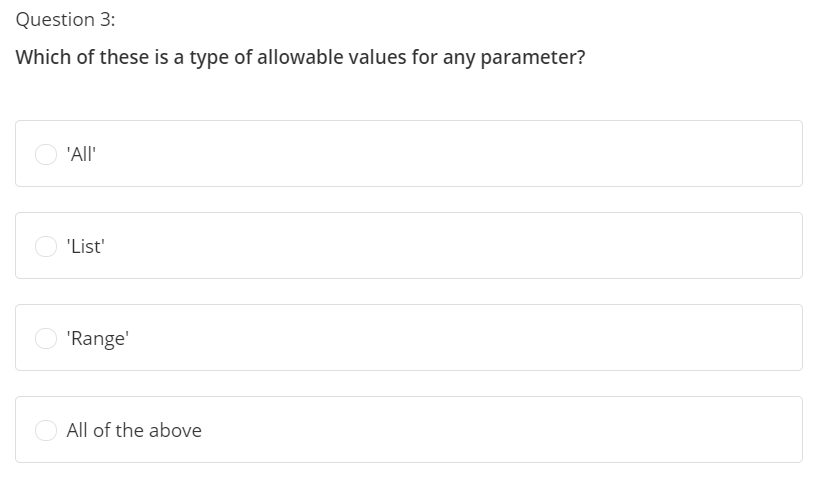 Question 3:
Which of these is a type of allowable values for any parameter?
'All'
'List'
'Range'
All of the above